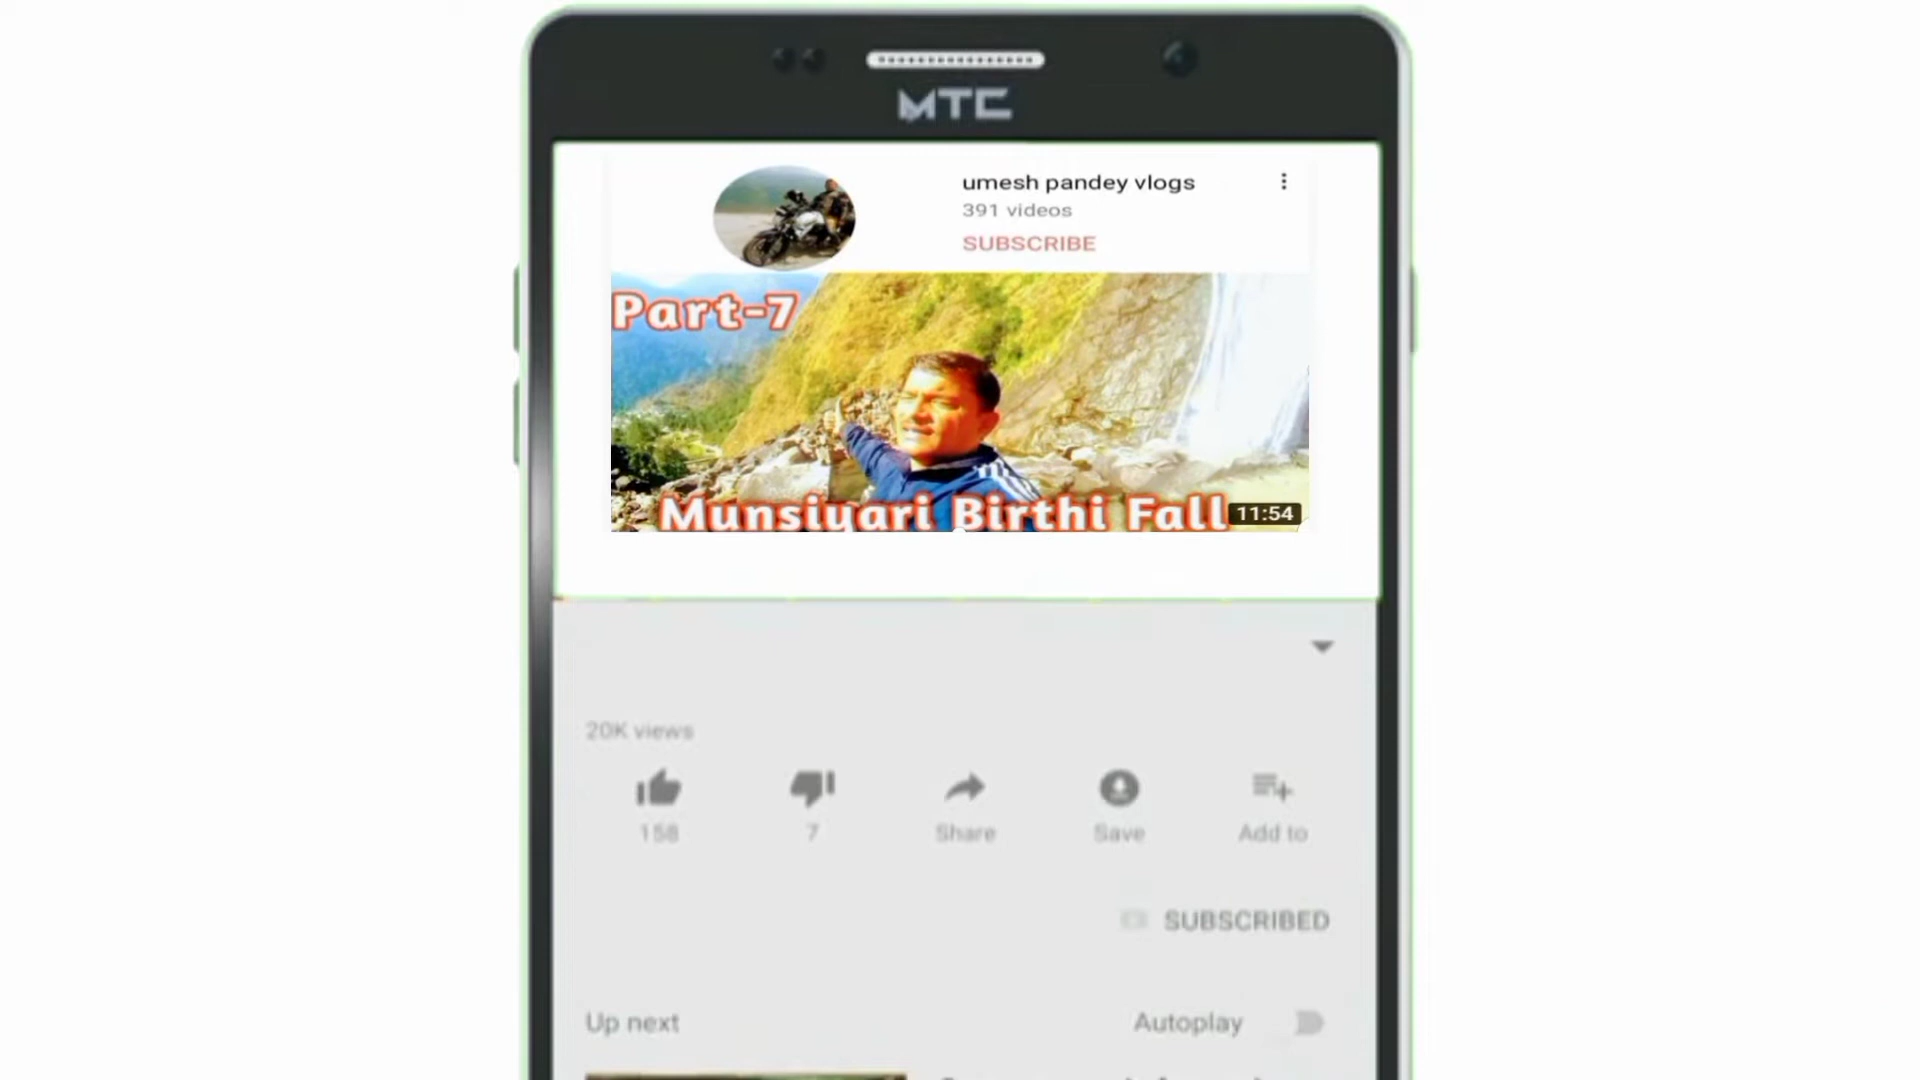 MTC
umesh pandey vlogs
391 videos
SUBSCRIBE
Part-7
Munsiyari Birthi Fall
11:54
20K views
158
7
Share
Save
Add to
SUBSCRIBED
Up next
Autoplay